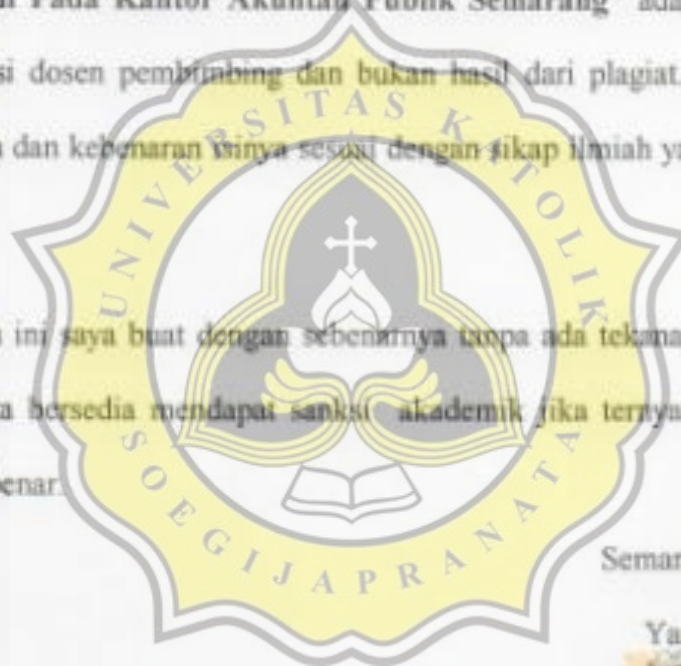 Pada Kantor Akuntan Publik Semarang" ada
si dosen pembimbing dan bukan hasil dari plagiat.
dan kebenaran isinya sesuai dengan sikap ilmiah ya
UNIVERSITAS KATOLIK
ini saya buat dengan sebenarnya tanpa ada tekana
a bersedia mendapat sanksi akademik jika ternya
benar.
SOEGIJAPRANATA
Semar
Ya